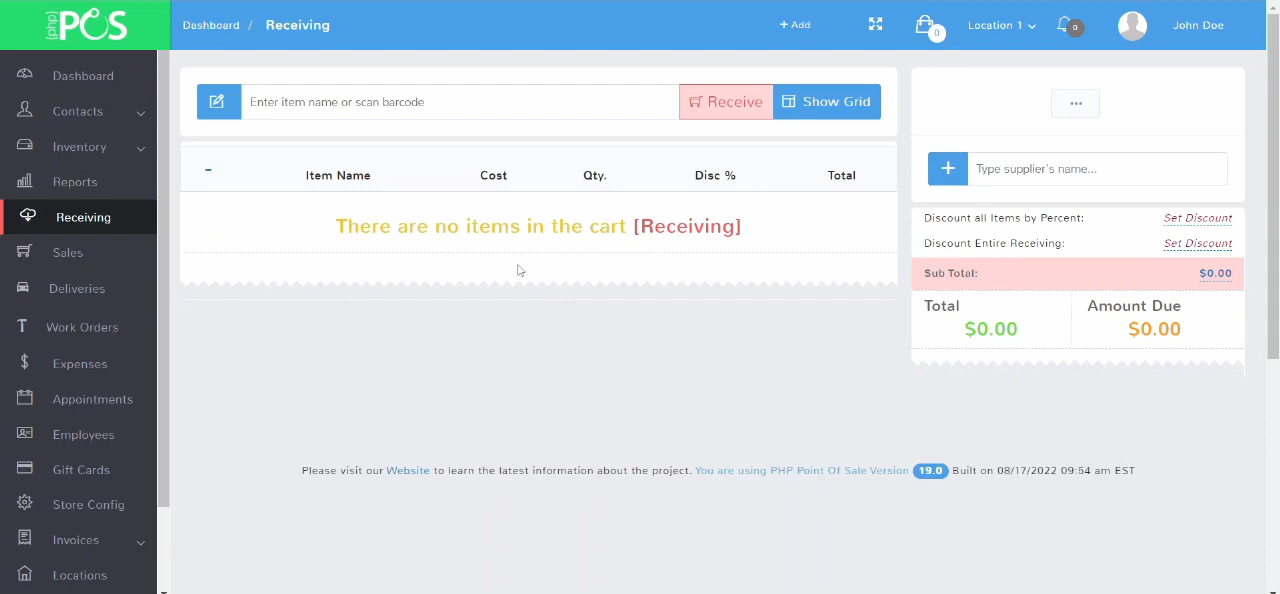 {php}
POS
Dashboard / Receiving
+ Add
0
Location 1
0
John Doe
Dashboard
Contacts
Inventory
Reports
Receiving
Sales
Deliveries
Work Orders
Expenses
Appointments
Employees
Gift Cards
Store Config
Invoices
Locations
Enter item name or scan barcode
Receive
Show Grid
Item Name Cost Qty. Disc % Total
There are no items in the cart [Receiving]
Type supplier's name...
Discount all Items by Percent: Set Discount
Discount Entire Receiving: Set Discount
Sub Total: $0.00
Total Amount Due
$0.00 $0.00
Please visit our Website to learn the latest information about the project. You are using PHP Point Of Sale Version 19.0 Built on 08/17/2022 09:54 am EST